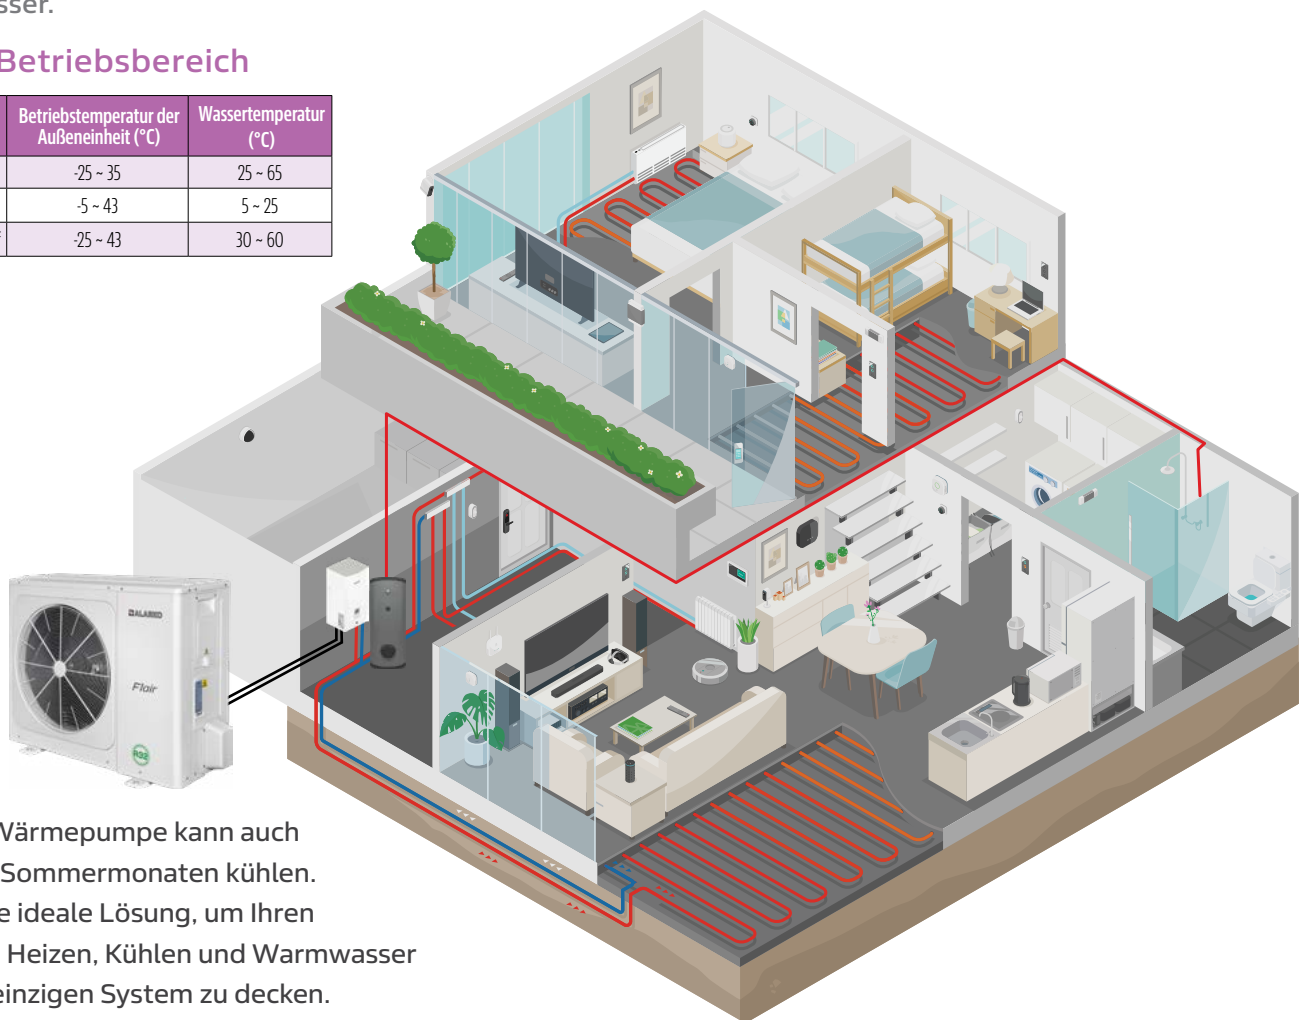 sser.
Betriebsbereich
Betriebstemperatur der Außeneinheit (°C)
Wassertemperatur (°C)
-25 ~ 35
25 ~ 65
-5 ~ 43
5 ~ 25
-25 ~ 43
30 ~ 60
ALARKO
Flair
R32
Wärmepumpe kann auch
Sommermonaten kühlen.
e ideale Lösung, um Ihren
Heizen, Kühlen und Warmwasser
einzigen System zu decken.